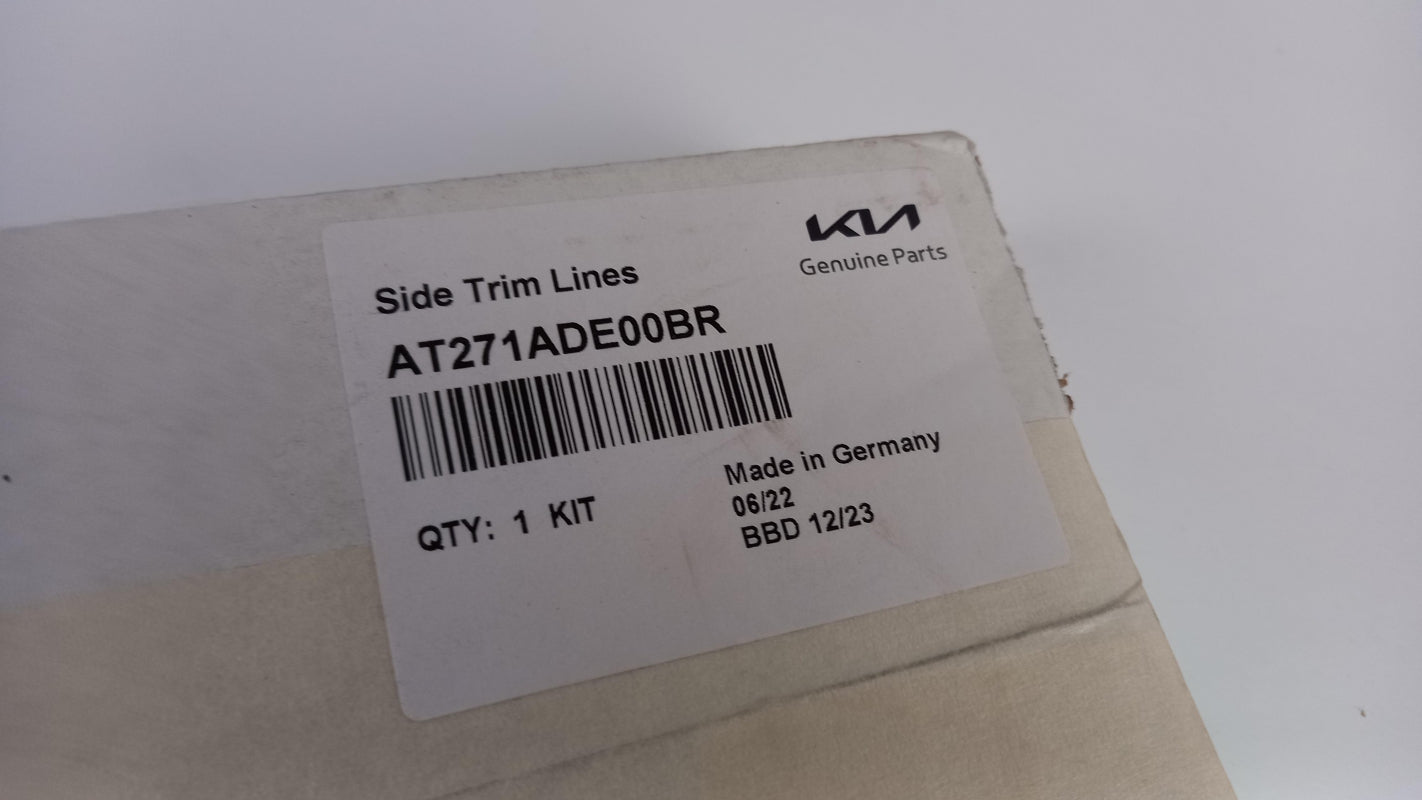 KIA
Genuine Parts
Side Trim Lines
AT271ADE00BR
QTY: 1 KIT
Made in Germany
06/22
BBD 12/23